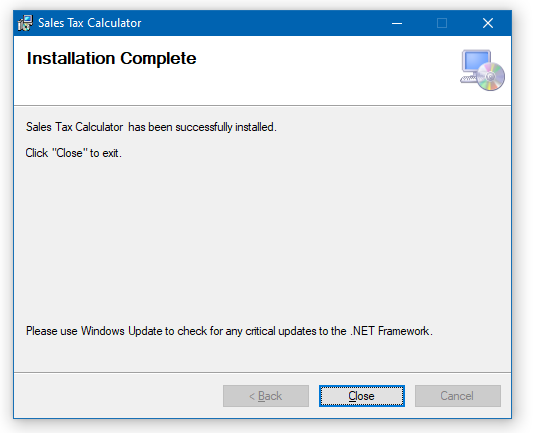 Sales Tax Calculator
Installation Complete
Sales Tax Calculator has been successfully installed.
Click "Close" to exit.
Please use Windows Update to check for any critical updates to the .NET Framework.
< Back
Close
Cancel